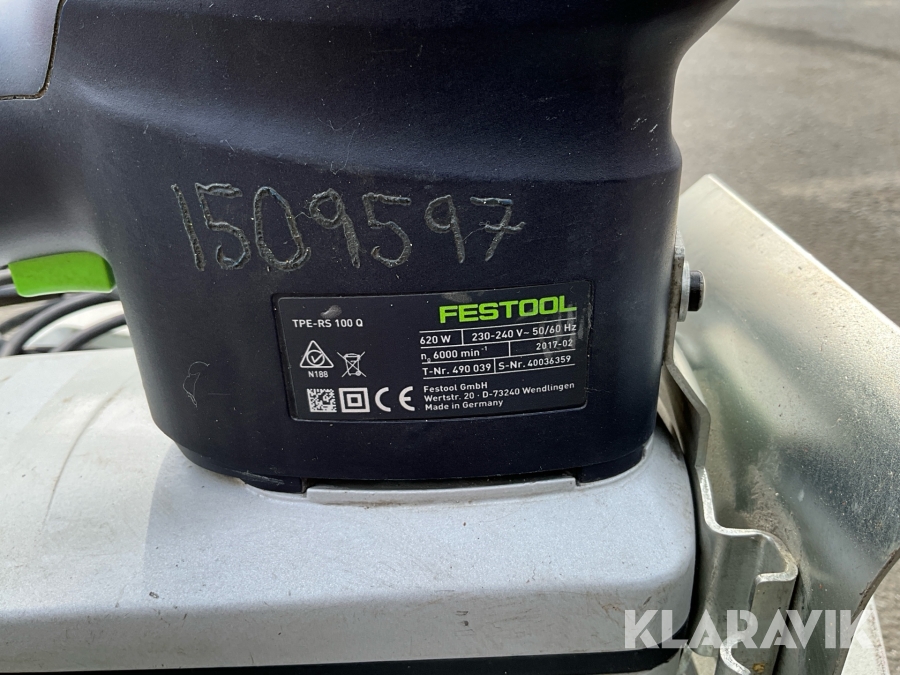 1509597
FESTOOL
TPE-RS 100 Q
620 W 230-240 V~ 50/60 Hz
n₀ 6000 min⁻¹ 2017-02
T-Nr. 490 039 S-Nr. 40036359
N188
Festool GmbH
Wertstr. 20 · D-73240 Wendlingen
Made in Germany
CE
KLARAVIK